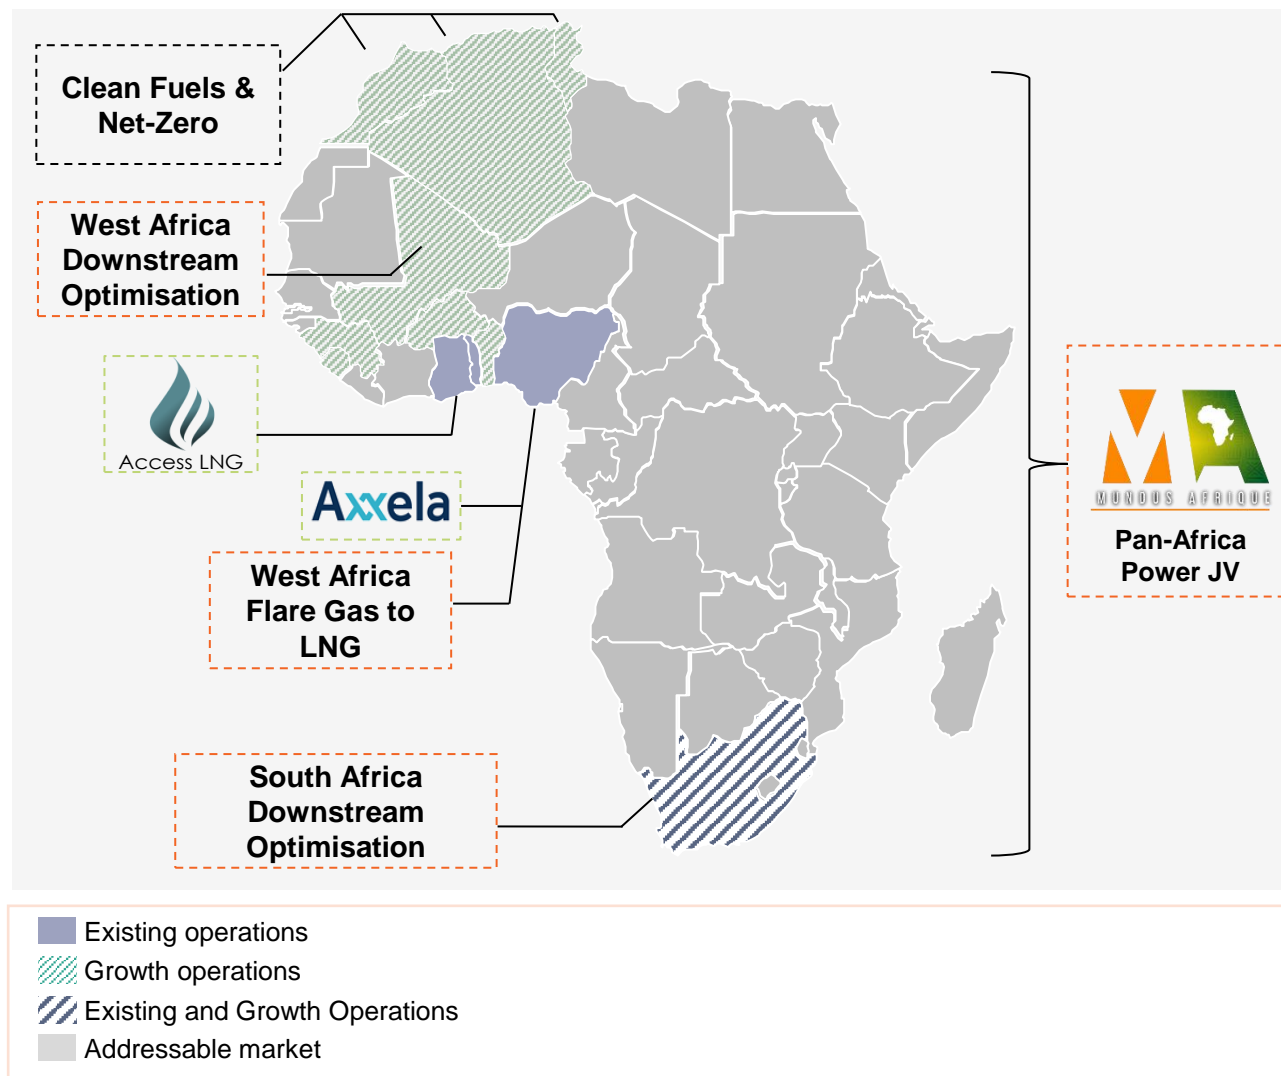 Clean Fuels &
Net-Zero
West Africa
Downstream
Optimisation
Access LNG
Axxela
West Africa
Flare Gas to
LNG
South Africa
Downstream
Optimisation
MA
MUNDUS AFRIQUE
Pan-Africa
Power JV
Existing operations
Growth operations
Existing and Growth Operations
Addressable market